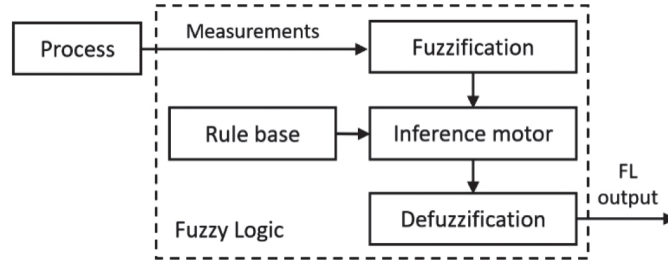 Process
Measurements
Fuzzification
Rule base
Inference motor
FL
output
Defuzzification
Fuzzy Logic